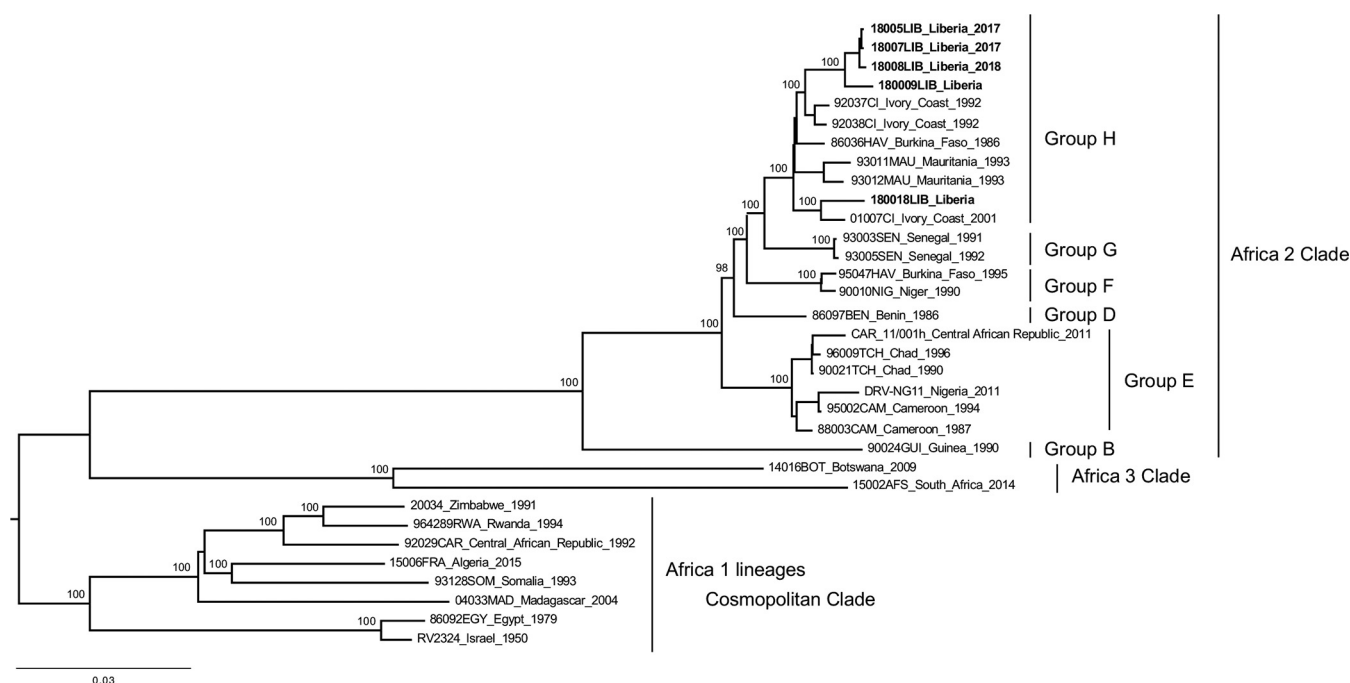 18005LIB_Liberia_2017
18007LIB_Liberia_2017
100
18008LIB_Liberia_2018
100
180009LIB_Liberia
92037CI_Ivory_Coast_1992
92038CI_Ivory_Coast_1992
86036HAV_Burkina_Faso_1986
Group H
93011MAU_Mauritania_1993
100
93012MAU_Mauritania_1993
180018LIB_Liberia
100
100
01007CI_Ivory_Coast_2001
100
100
93003SEN_Senegal_1991
Group G
93005SEN_Senegal_1992
Africa 2 Clade
98
100
95047HAV_Burkina_Faso_1995
Group F
90010NIG_Niger_1990
86097BEN_Benin_1986
Group D
100
CAR_11/001h_Central African Republic_2011
96009TCH_Chad_1996
90021TCH_Chad_1990
100
100
Group E
DRV-NG11_Nigeria_2011
95002CAM_Cameroon_1994
88003CAM_Cameroon_1987
90024GUI_Guinea_1990
Group B
100
14016BOT_Botswana_2009
Africa 3 Clade
15002AFS_South_Africa_2014
20034_Zimbabwe_1991
100
100
964289RWA_Rwanda_1994
92029CAR_Central_African_Republic_1992
100
100
15006FRA_Algeria_2015
Africa 1 lineages
93128SOM_Somalia_1993
100
04033MAD_Madagascar_2004
Cosmopolitan Clade
100
86092EGY_Egypt_1979
RV2324_Israel_1950
0.03